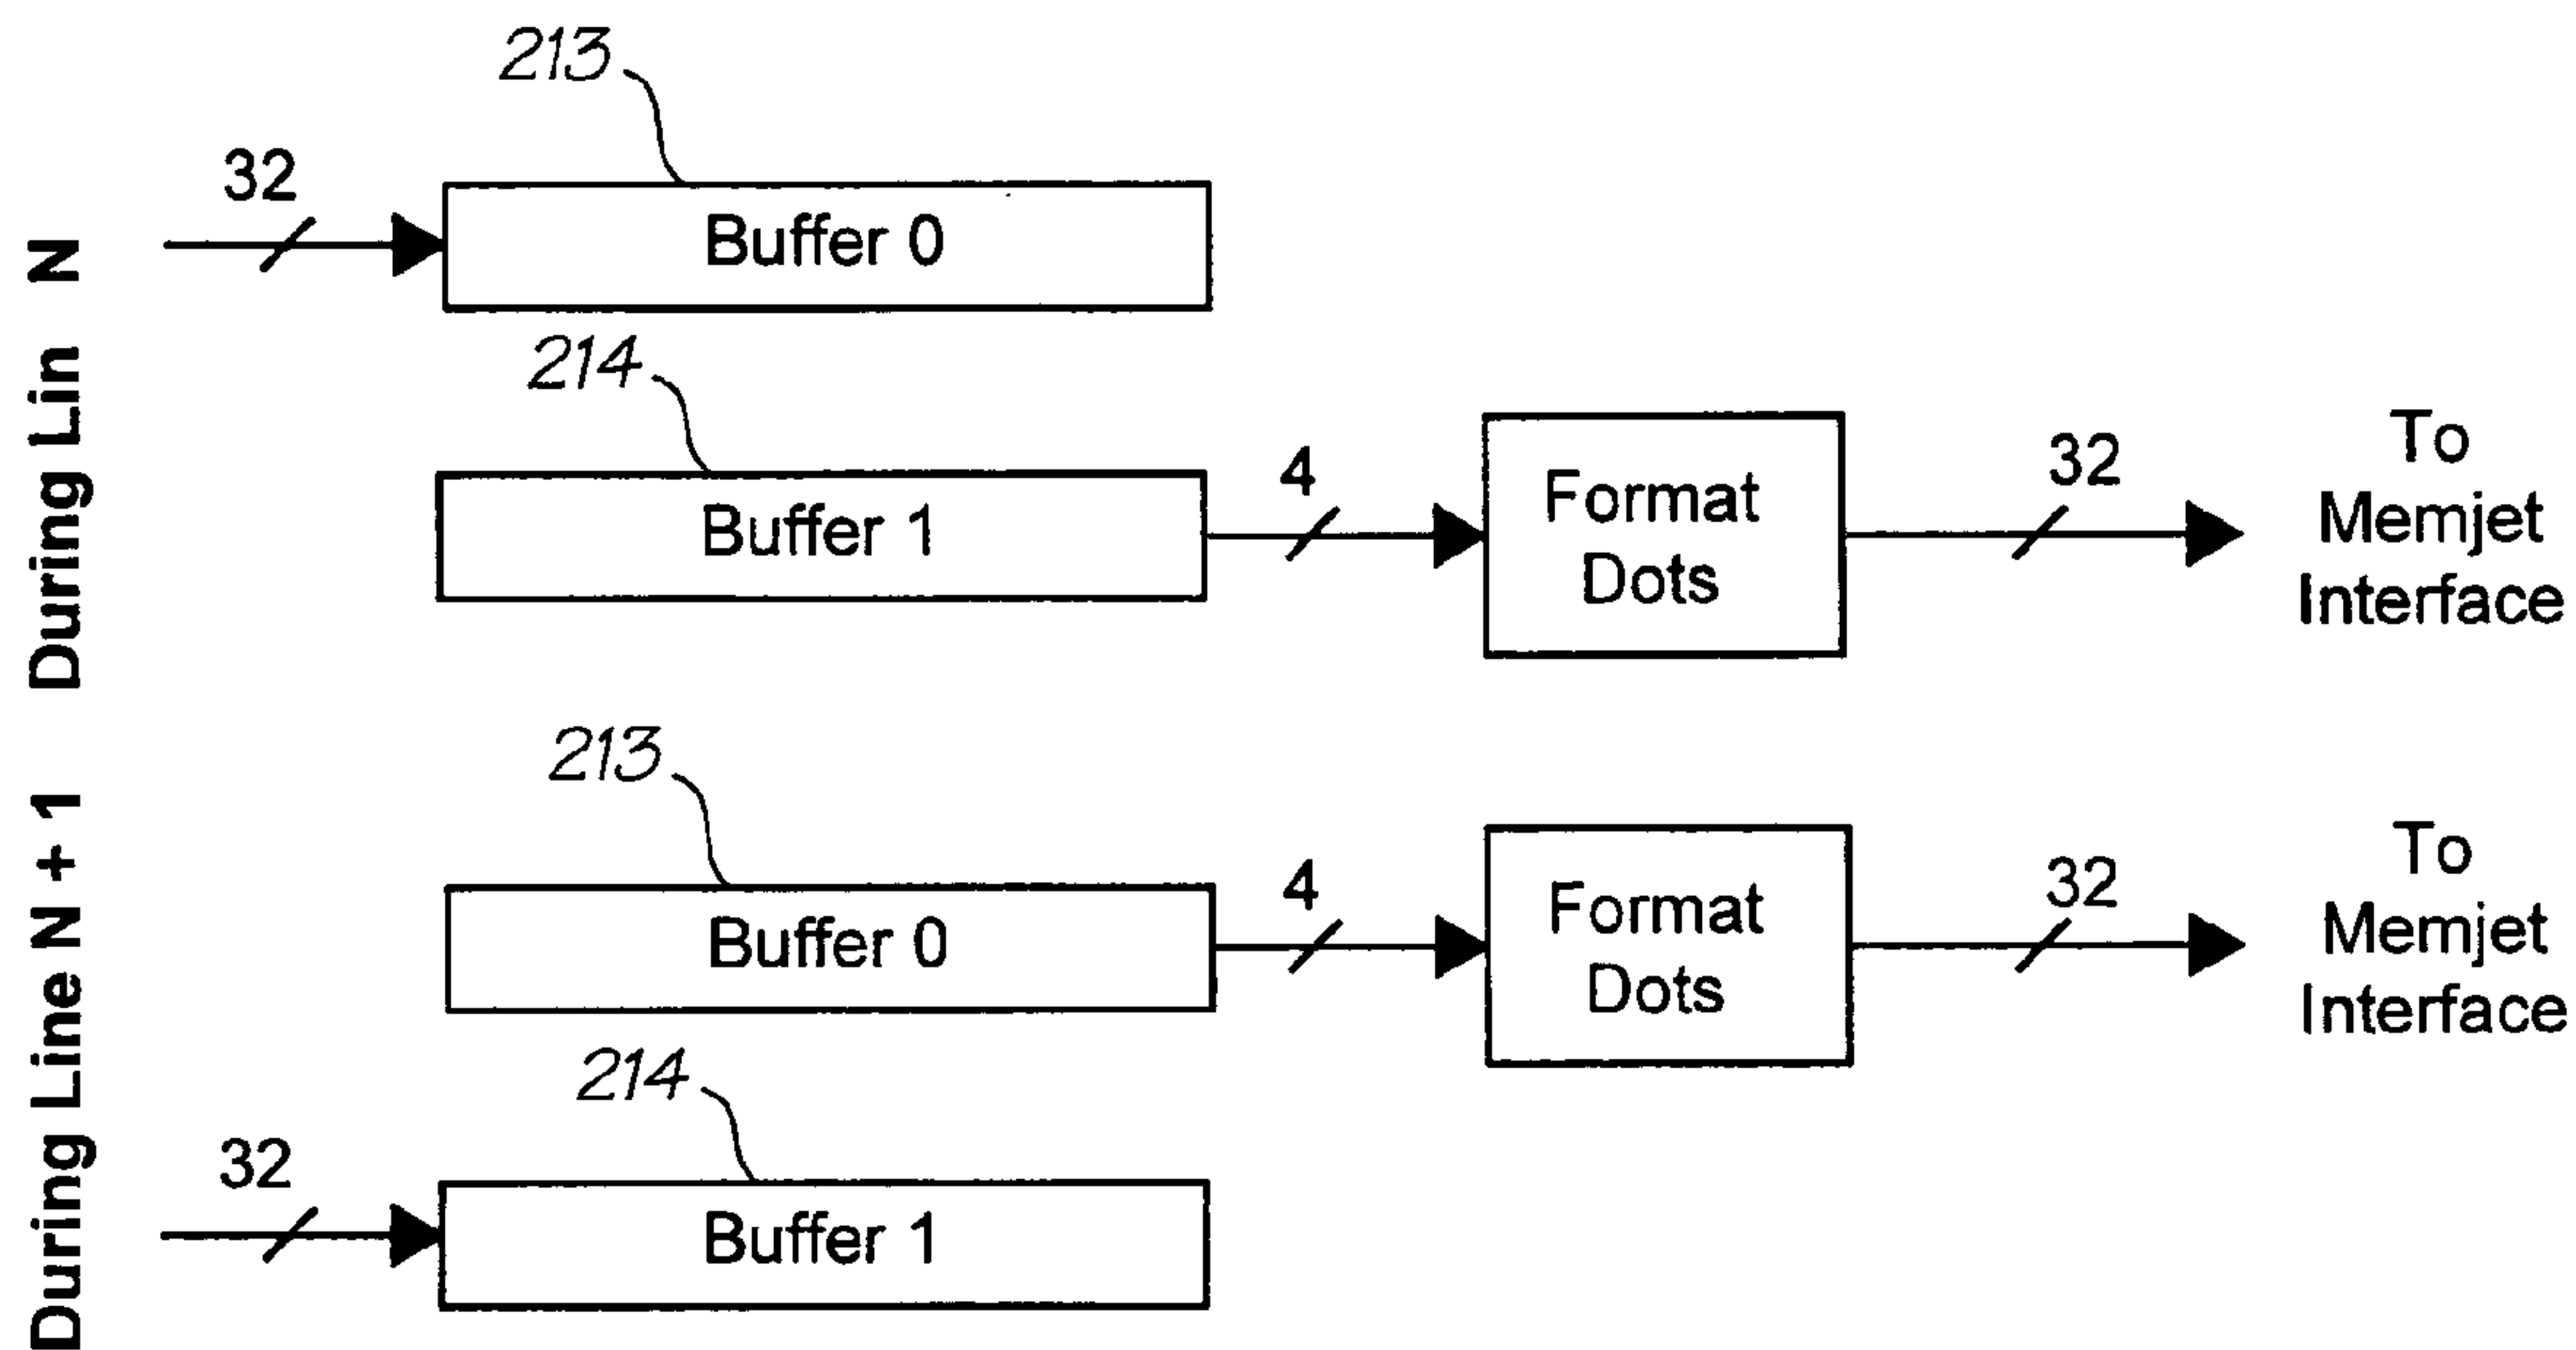 During Lin N
213
32
Buffer 0
214
Buffer 1
4
Format
Dots
32
To
Memjet
Interface
During Line N + 1
213
Buffer 0
4
Format
Dots
32
To
Memjet
Interface
214
32
Buffer 1